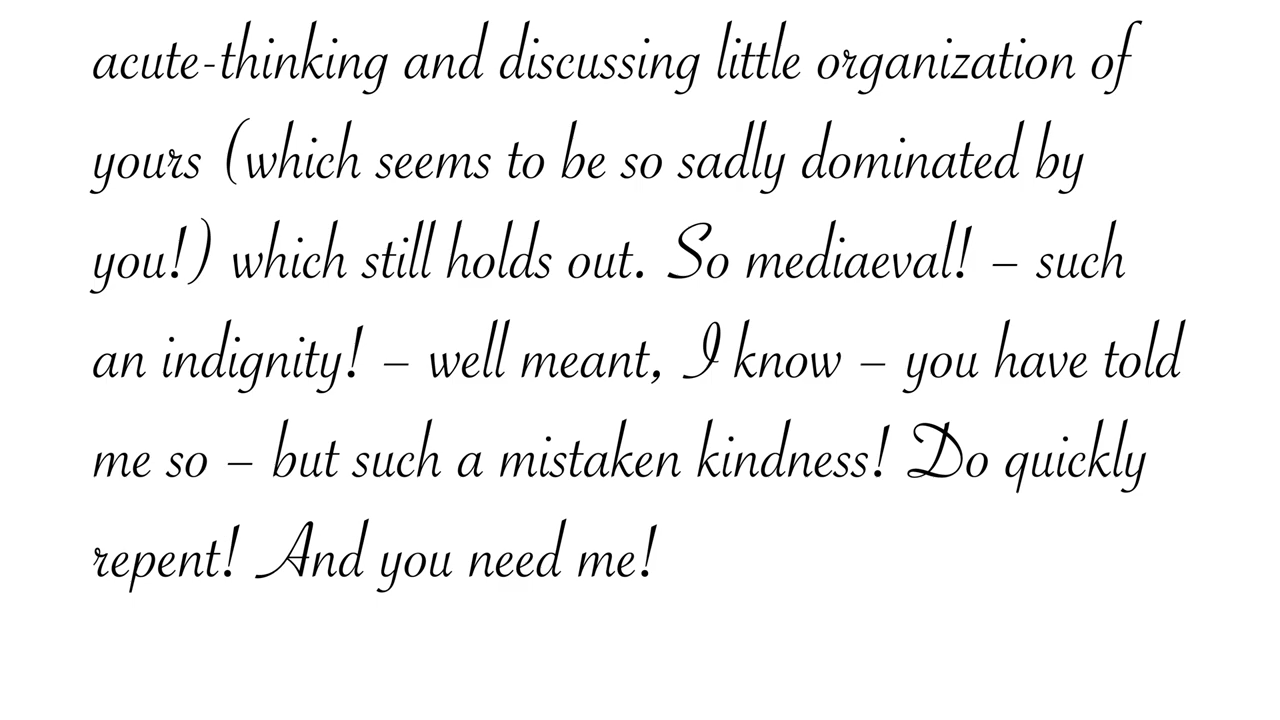 acute-thinking and discussing little organization of
yours (which seems to be so sadly dominated by
you!) which still holds out. So mediaeval! – such
an indignity! – well meant, I know – you have told
me so – but such a mistaken kindness! Do quickly
repent! And you need me!